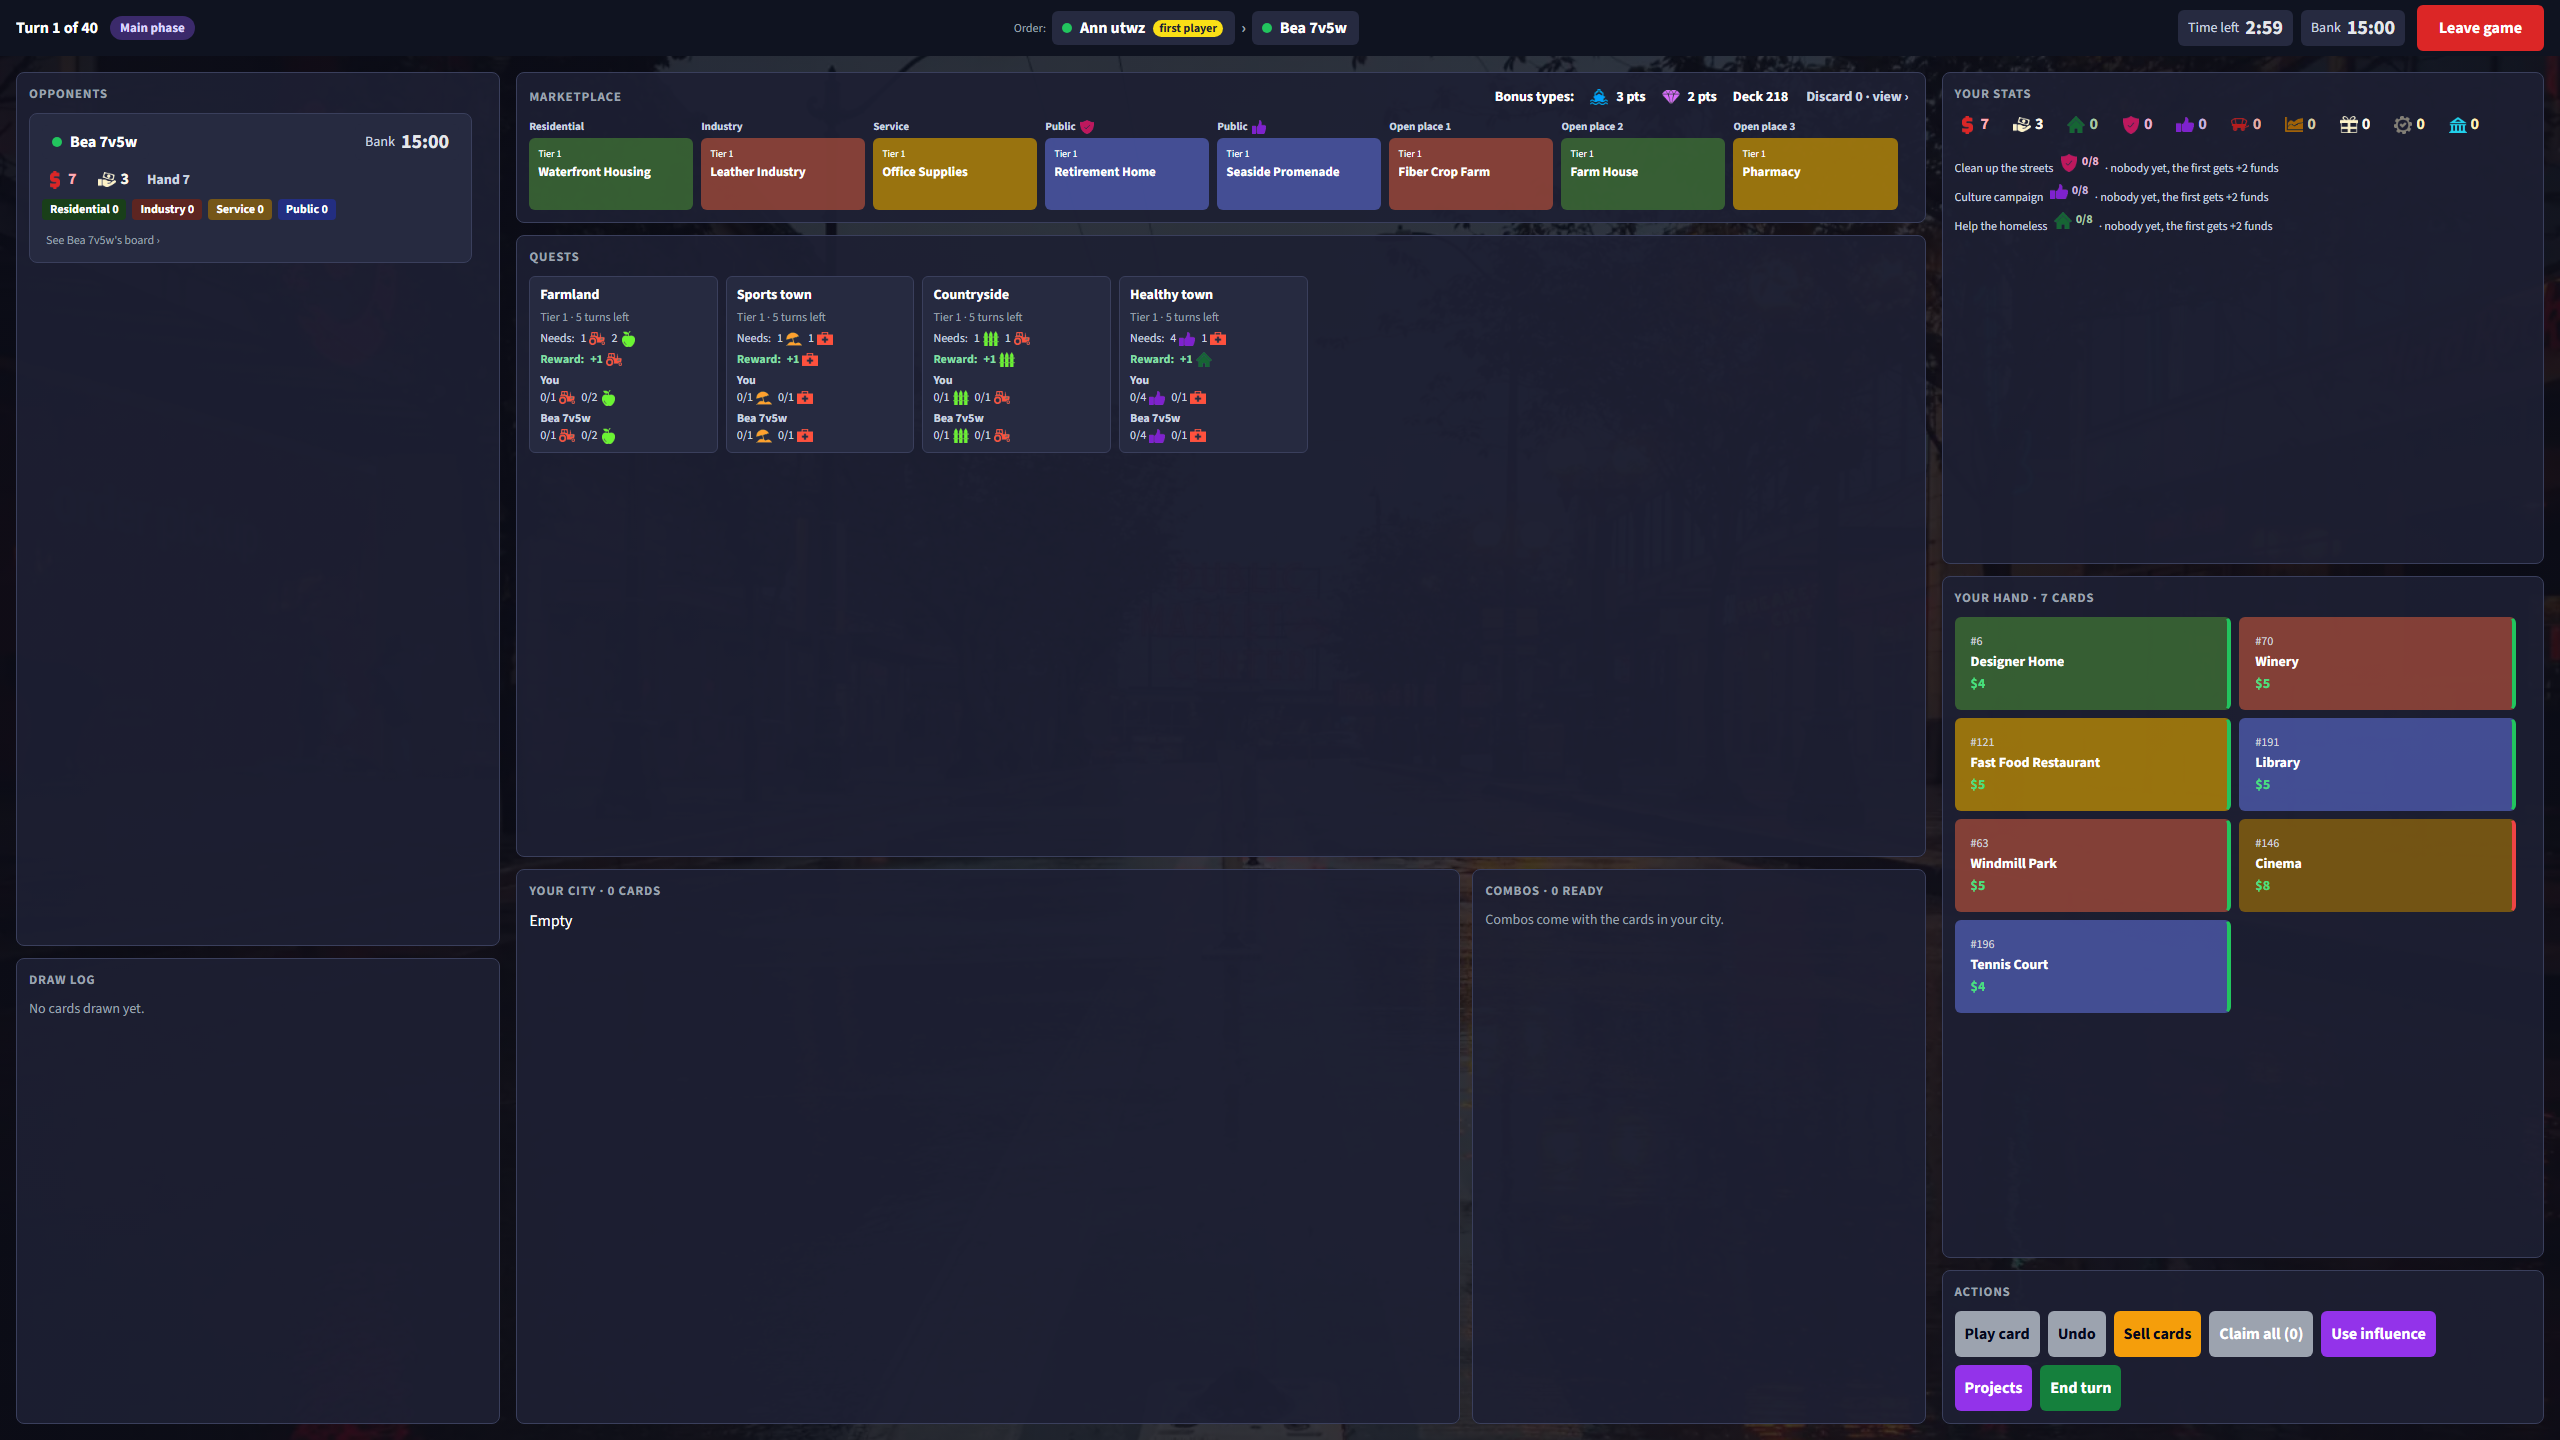 Turn 1 of 40 Main phase
Order: Ann utwz first player › Bea 7v5w
Time left 2:59 Bank 15:00 Leave game
OPPONENTS
Bea 7v5w Bank 15:00
7 3 Hand 7
Residential 0 Industry 0 Service 0 Public 0
See Bea 7v5w's board ›
DRAW LOG
No cards drawn yet.
MARKETPLACE
Bonus types: 3 pts 2 pts Deck 218 Discard 0 · view ›
Residential Industry Service Public Public Open place 1 Open place 2 Open place 3
Tier 1 Tier 1 Tier 1 Tier 1 Tier 1 Tier 1 Tier 1 Tier 1
Waterfront Housing Leather Industry Office Supplies Retirement Home Seaside Promenade Fiber Crop Farm Farm House Pharmacy
QUESTS
Farmland
Tier 1 · 5 turns left
Needs: 1 2
Reward: +1
You
0/1 0/2
Bea 7v5w
0/1 0/2
Sports town
Tier 1 · 5 turns left
Needs: 1 1
Reward: +1
You
0/1 0/1
Bea 7v5w
0/1 0/1
Countryside
Tier 1 · 5 turns left
Needs: 1 1
Reward: +1
You
0/1 0/1
Bea 7v5w
0/1 0/1
Healthy town
Tier 1 · 5 turns left
Needs: 4 1
Reward: +1
You
0/4 0/1
Bea 7v5w
0/4 0/1
YOUR CITY · 0 CARDS
Empty
COMBOS · 0 READY
Combos come with the cards in your city.
YOUR STATS
7 3 0 0 0 0 0 0 0 0
Clean up the streets 0/8 · nobody yet, the first gets +2 funds
Culture campaign 0/8 · nobody yet, the first gets +2 funds
Help the homeless 0/8 · nobody yet, the first gets +2 funds
YOUR HAND · 7 CARDS
#6
Designer Home
$4
#70
Winery
$5
#121
Fast Food Restaurant
$5
#191
Library
$5
#63
Windmill Park
$5
#146
Cinema
$8
#196
Tennis Court
$4
ACTIONS
Play card Undo Sell cards Claim all (0) Use influence
Projects End turn